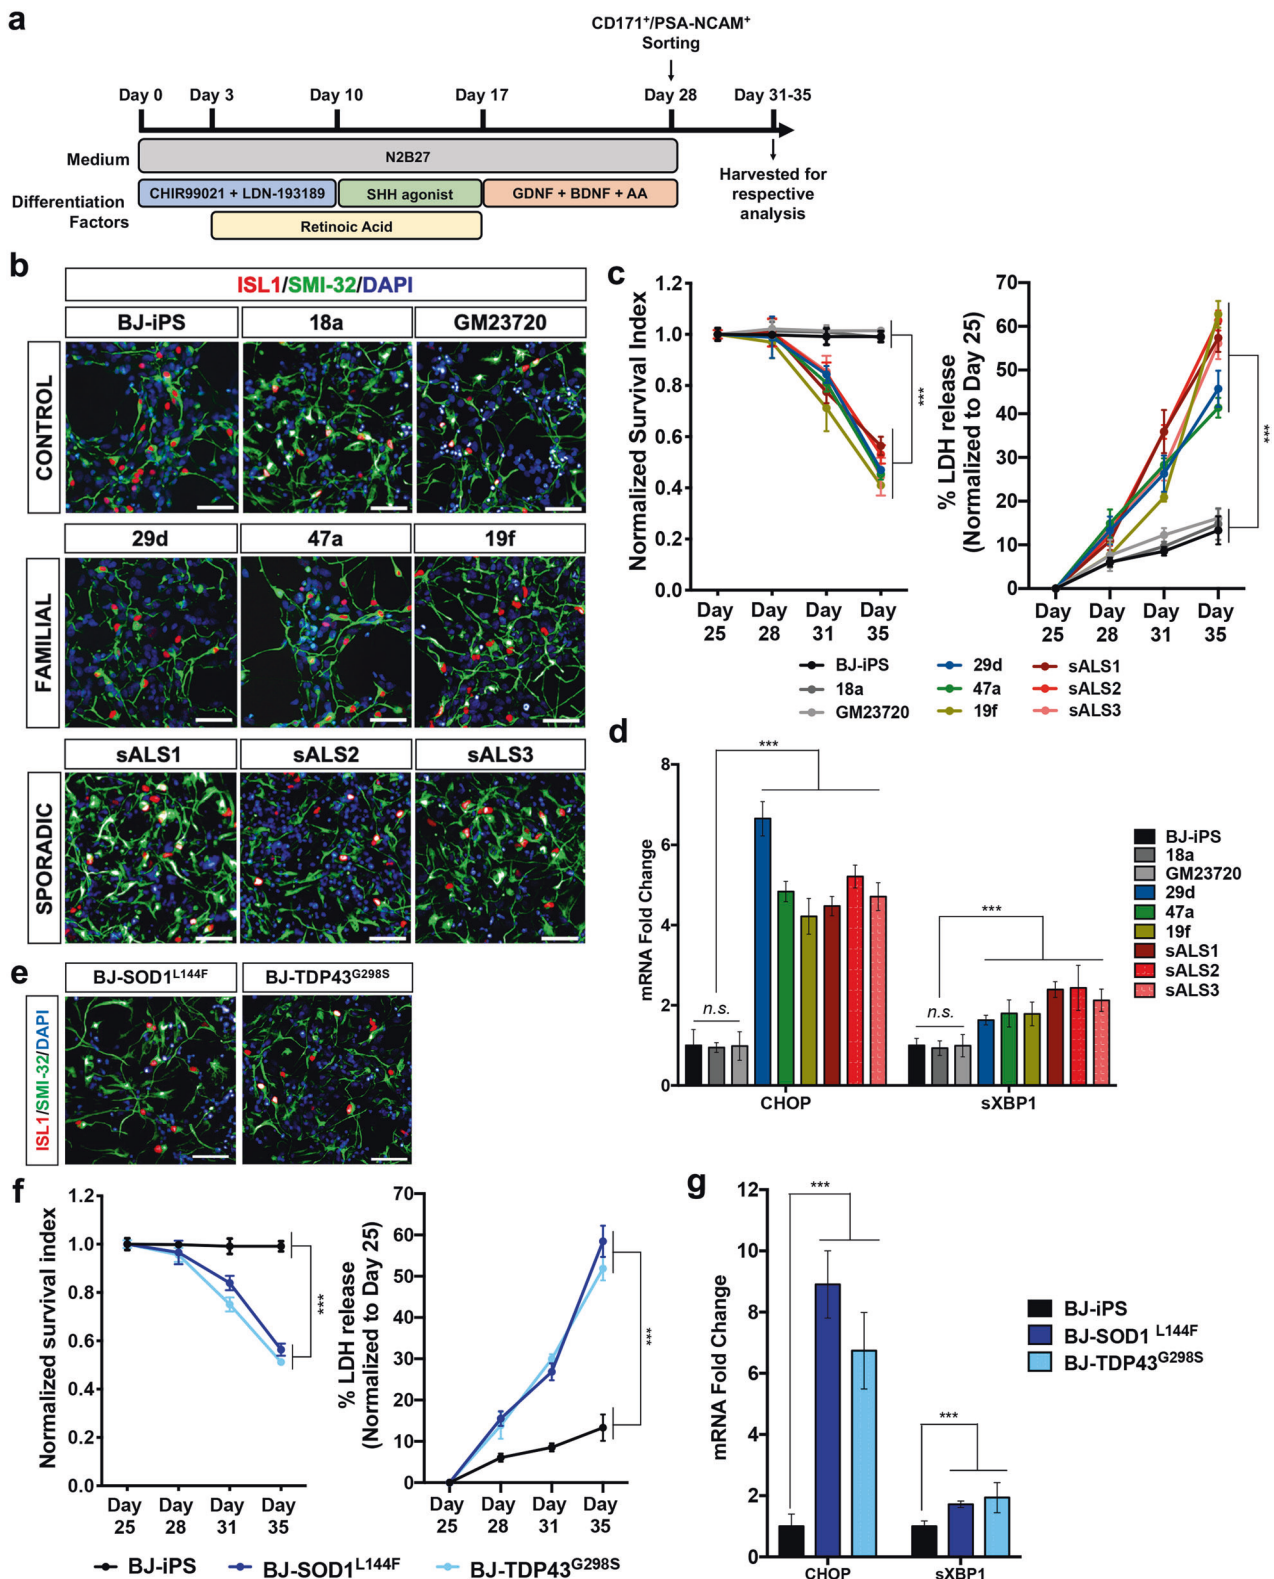 a
CD171⁺/PSA-NCAM⁺
Sorting
Day 0 Day 3 Day 10 Day 17 Day 28 Day 31-35
Medium
N2B27
Differentiation
Factors
CHIR99021 + LDN-193189
SHH agonist
GDNF + BDNF + AA
Retinoic Acid
Harvested for
respective
analysis
b
ISL1/SMI-32/DAPI
BJ-iPS 18a GM23720
CONTROL
29d 47a 19f
FAMILIAL
sALS1 sALS2 sALS3
SPORADIC
c
Normalized Survival Index
1.2
1.0
0.8
0.6
0.4
0.2
0.0
Day Day Day Day
25 28 31 35
***
% LDH release
(Normalized to Day 25)
70
60
50
40
30
20
10
0
Day Day Day Day
25 28 31 35
***
BJ-iPS 29d sALS1
18a 47a sALS2
GM23720 19f sALS3
d
mRNA Fold Change
8
6
4
2
0
***
n.s.
***
n.s.
CHOP sXBP1
BJ-iPS
18a
GM23720
29d
47a
19f
sALS1
sALS2
sALS3
e
BJ-SOD1ᴸ¹⁴⁴ᶠ BJ-TDP43ᴳ²⁹⁸ˢ
ISL1/SMI-32/DAPI
f
Normalized survival index
1.2
1.0
0.8
0.6
0.4
0.2
0.0
Day Day Day Day
25 28 31 35
***
% LDH release
(Normalized to Day 25)
70
60
50
40
30
20
10
0
Day Day Day Day
25 28 31 35
***
BJ-iPS BJ-SOD1ᴸ¹⁴⁴ᶠ BJ-TDP43ᴳ²⁹⁸ˢ
g
mRNA Fold Change
12
10
8
6
4
2
0
***
***
CHOP sXBP1
BJ-iPS
BJ-SOD1 ᴸ¹⁴⁴ᶠ
BJ-TDP43ᴳ²⁹⁸ˢ